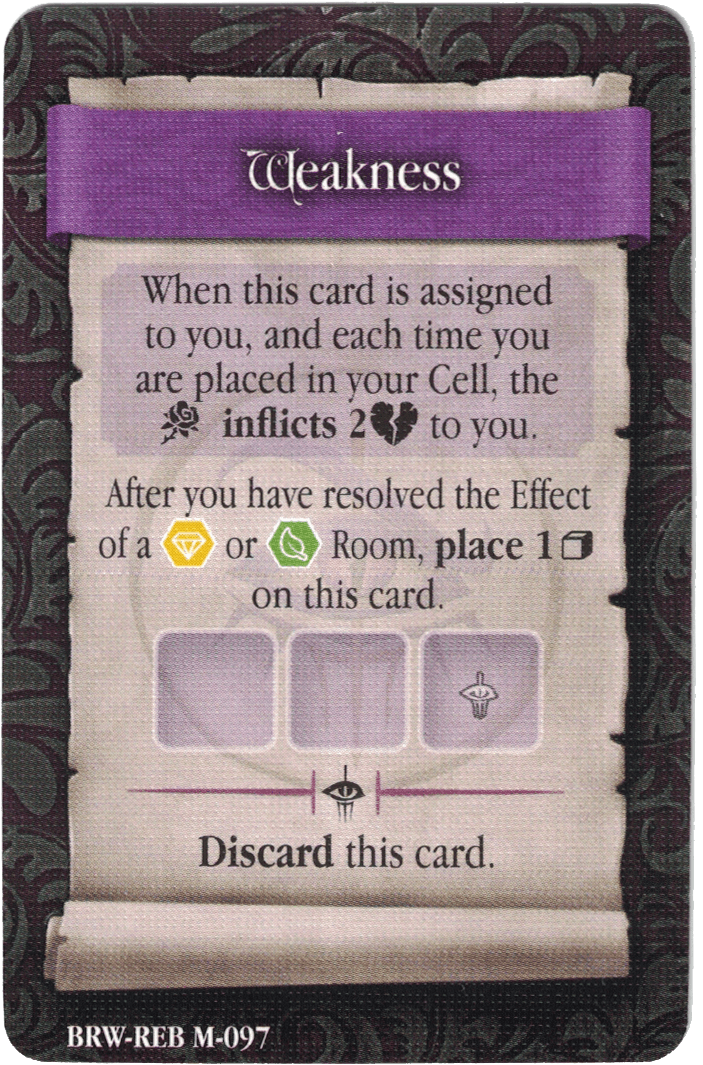 Weakness
When this card is assigned
to you, and each time you
are placed in your Cell, the
inflicts 2 to you.
After you have resolved the Effect
of a or Room, place 1
on this card.
Discard this card.
BRW-REB M-097